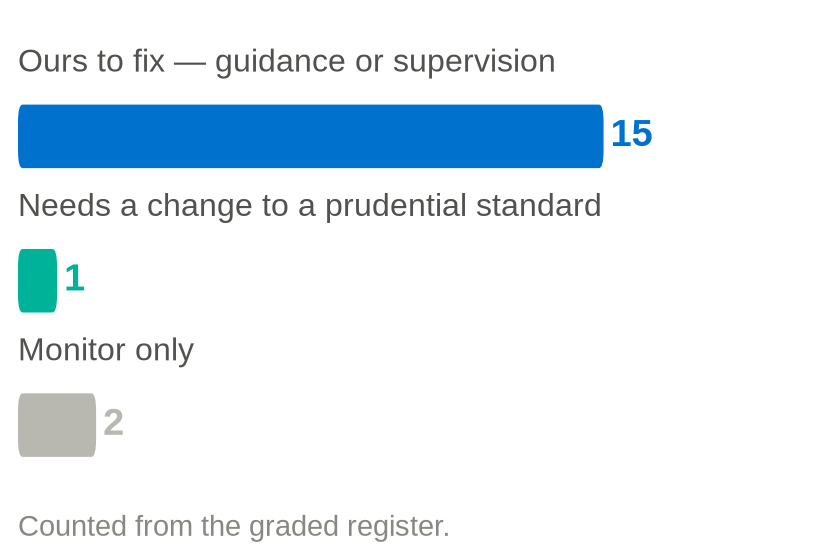 Ours to fix — guidance or supervision
15
Needs a change to a prudential standard
1
Monitor only
2
Counted from the graded register.